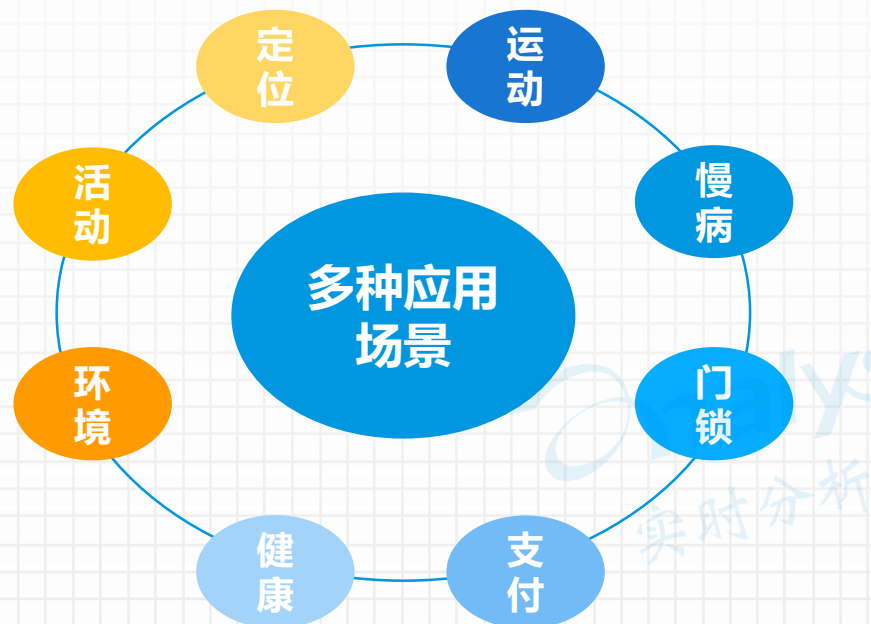 定
位
运
动
活
动
慢
病
多种应用
场景
环
境
门
锁
健
康
支
付
nalys
实时分析